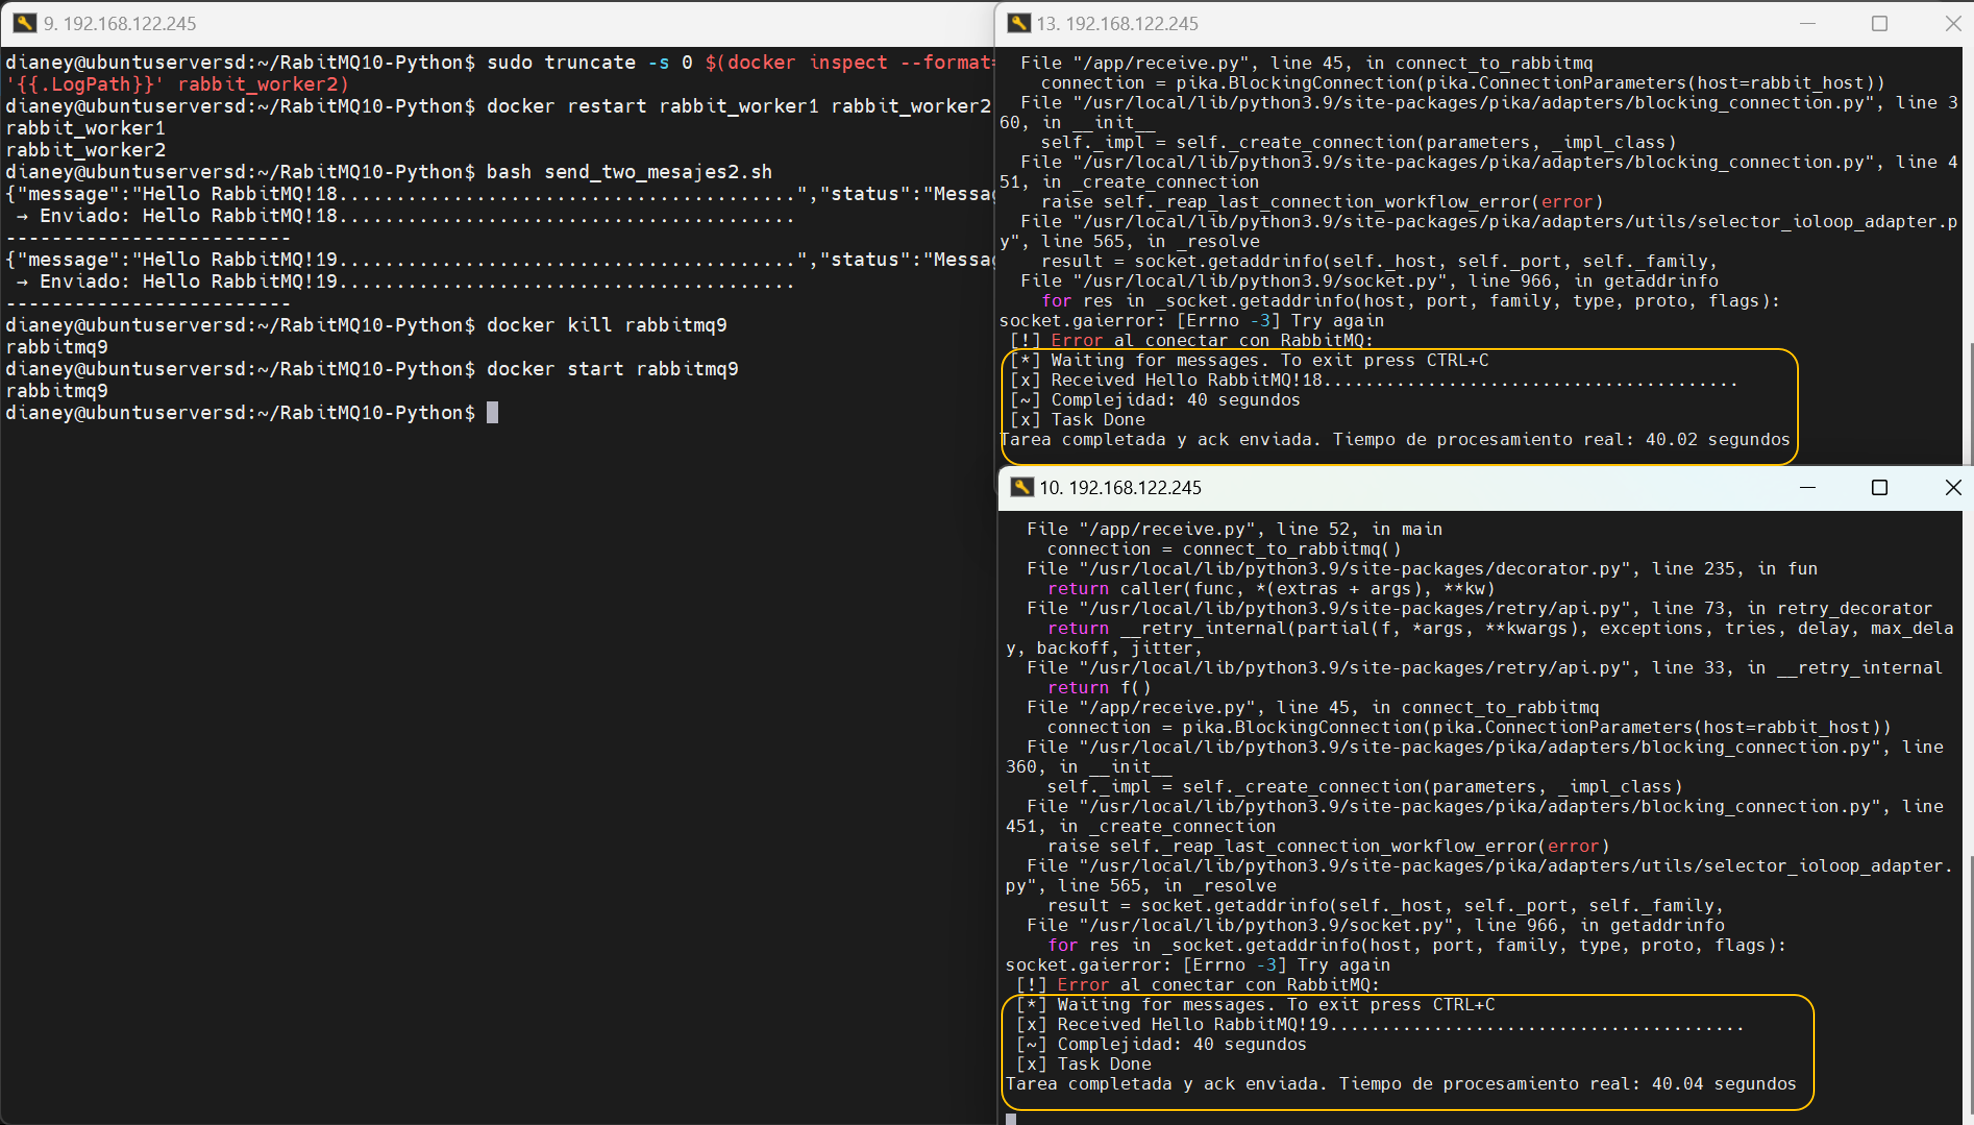 9. 192.168.122.245
dianey@ubuntuserversd:~/RabitMQ10-Python$ sudo truncate -s 0 $(docker inspect --format=
'{{.LogPath}}' rabbit_worker2)
dianey@ubuntuserversd:~/RabitMQ10-Python$ docker restart rabbit_worker1 rabbit_worker2
rabbit_worker1
rabbit_worker2
dianey@ubuntuserversd:~/RabitMQ10-Python$ bash send_two_mesajes2.sh
{"message":"Hello RabbitMQ!18........................................","status":"Messag
→ Enviado: Hello RabbitMQ!18........................................
-------------------------
{"message":"Hello RabbitMQ!19........................................","status":"Messag
→ Enviado: Hello RabbitMQ!19........................................
-------------------------
dianey@ubuntuserversd:~/RabitMQ10-Python$ docker kill rabbitmq9
rabbitmq9
dianey@ubuntuserversd:~/RabitMQ10-Python$ docker start rabbitmq9
rabbitmq9
dianey@ubuntuserversd:~/RabitMQ10-Python$
13. 192.168.122.245
File "/app/receive.py", line 45, in connect_to_rabbitmq
connection = pika.BlockingConnection(pika.ConnectionParameters(host=rabbit_host))
File "/usr/local/lib/python3.9/site-packages/pika/adapters/blocking_connection.py", line 3
60, in __init__
self._impl = self._create_connection(parameters, _impl_class)
File "/usr/local/lib/python3.9/site-packages/pika/adapters/blocking_connection.py", line 4
51, in _create_connection
raise self._reap_last_connection_workflow_error(error)
File "/usr/local/lib/python3.9/site-packages/pika/adapters/utils/selector_ioloop_adapter.p
y", line 565, in _resolve
result = socket.getaddrinfo(self._host, self._port, self._family,
File "/usr/local/lib/python3.9/socket.py", line 966, in getaddrinfo
for res in _socket.getaddrinfo(host, port, family, type, proto, flags):
socket.gaierror: [Errno -3] Try again
[!] Error al conectar con RabbitMQ:
[*] Waiting for messages. To exit press CTRL+C
[x] Received Hello RabbitMQ!18........................................
[~] Complejidad: 40 segundos
[x] Task Done
Tarea completada y ack enviada. Tiempo de procesamiento real: 40.02 segundos
10. 192.168.122.245
File "/app/receive.py", line 52, in main
connection = connect_to_rabbitmq()
File "/usr/local/lib/python3.9/site-packages/decorator.py", line 235, in fun
return caller(func, *(extras + args), **kw)
File "/usr/local/lib/python3.9/site-packages/retry/api.py", line 73, in retry_decorator
return __retry_internal(partial(f, *args, **kwargs), exceptions, tries, delay, max_dela
y, backoff, jitter,
File "/usr/local/lib/python3.9/site-packages/retry/api.py", line 33, in __retry_internal
return f()
File "/app/receive.py", line 45, in connect_to_rabbitmq
connection = pika.BlockingConnection(pika.ConnectionParameters(host=rabbit_host))
File "/usr/local/lib/python3.9/site-packages/pika/adapters/blocking_connection.py", line
360, in __init__
self._impl = self._create_connection(parameters, _impl_class)
File "/usr/local/lib/python3.9/site-packages/pika/adapters/blocking_connection.py", line
451, in _create_connection
raise self._reap_last_connection_workflow_error(error)
File "/usr/local/lib/python3.9/site-packages/pika/adapters/utils/selector_ioloop_adapter.
py", line 565, in _resolve
result = socket.getaddrinfo(self._host, self._port, self._family,
File "/usr/local/lib/python3.9/socket.py", line 966, in getaddrinfo
for res in _socket.getaddrinfo(host, port, family, type, proto, flags):
socket.gaierror: [Errno -3] Try again
[!] Error al conectar con RabbitMQ:
[*] Waiting for messages. To exit press CTRL+C
[x] Received Hello RabbitMQ!19........................................
[~] Complejidad: 40 segundos
[x] Task Done
Tarea completada y ack enviada. Tiempo de procesamiento real: 40.04 segundos